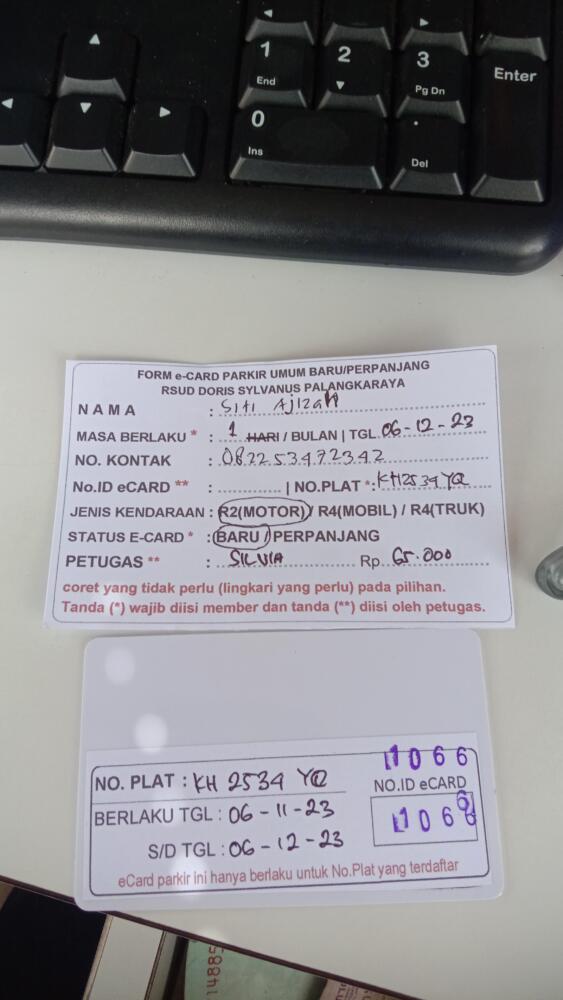 1
End
2
3
Pg Dn
Enter
0
Ins
.
Del
FORM e-CARD PARKIR UMUM BARU/PERPANJANG
RSUD DORIS SYLVANUS PALANGKARAYA
NAMA : Siti Ajizah
MASA BERLAKU * : 1 HARI / BULAN | TGL 06-12-23
NO. KONTAK : 082253472342
No.ID eCARD ** : ............... | NO.PLAT *: KH2534 YQ
JENIS KENDARAAN : R2(MOTOR) / R4(MOBIL) / R4(TRUK)
STATUS E-CARD * : BARU / PERPANJANG
PETUGAS ** : SILVIA Rp. 65.000
coret yang tidak perlu (lingkari yang perlu) pada pilihan.
Tanda (*) wajib diisi member dan tanda (**) diisi oleh petugas.
1066
NO. PLAT : KH 2534 YQ
NO.ID eCARD
BERLAKU TGL : 06-11-23
1066
S/D TGL : 06-12-23
eCard parkir ini hanya berlaku untuk No.Plat yang terdaftar